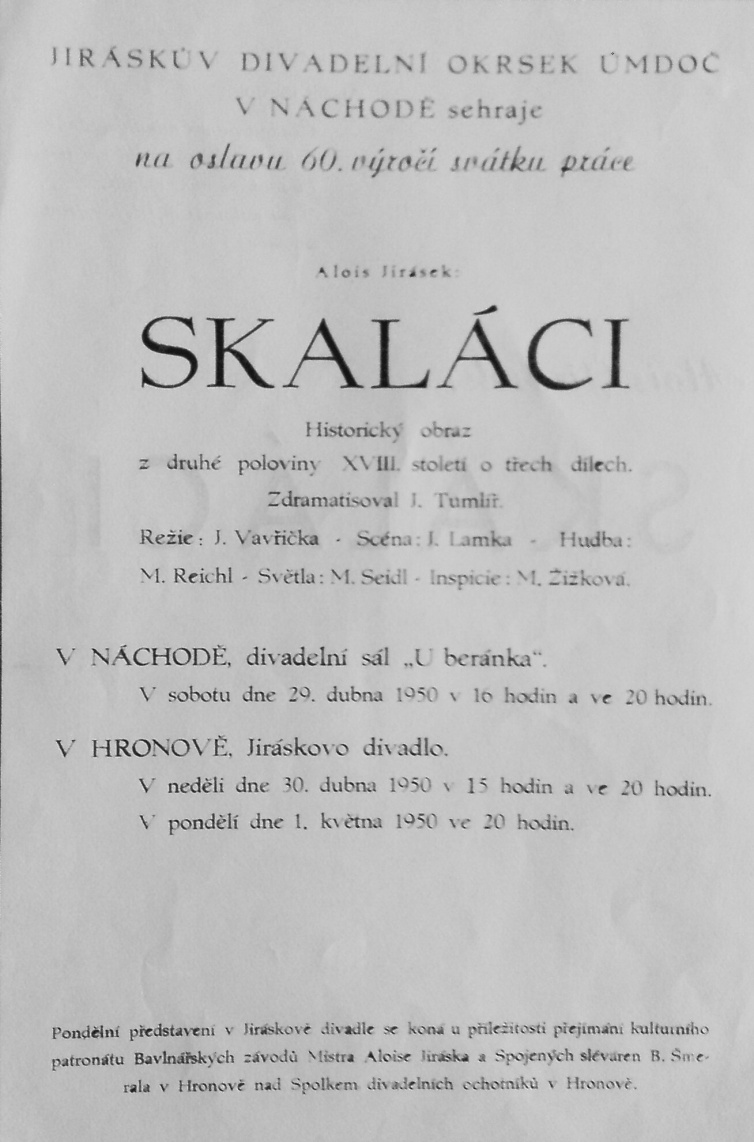 JIRÁSKŮV DIVADELNÍ OKRSEK ÚMDOČ
V NÁCHODĚ sehraje
na oslavu 60. výročí svátku práce
Alois Jirásek:
SKALÁCI
Historický obraz
z druhé poloviny XVIII. století o třech dílech.
Zdramatisoval J. Tumlíř.
Režie: J. Vavřička - Scéna: J. Lamka - Hudba:
M. Reichl - Světla: M. Seidl - Inspicie: M. Žižková.
V NÁCHODĚ, divadelní sál „U beránka“.
V sobotu dne 29. dubna 1950 v 16 hodin a ve 20 hodin.
V HRONOVĚ, Jiráskovo divadlo.
V neděli dne 30. dubna 1950 v 15 hodin a ve 20 hodin.
V pondělí dne 1. května 1950 ve 20 hodin.
Pondělní představení v Jiráskově divadle se koná u příležitosti přejímání kulturního
patronátu Bavlnářských závodů Mistra Aloise Jiráska a Spojených sléváren B. Šme-
rala v Hronově nad Spolkem divadelních ochotníků v Hronově.